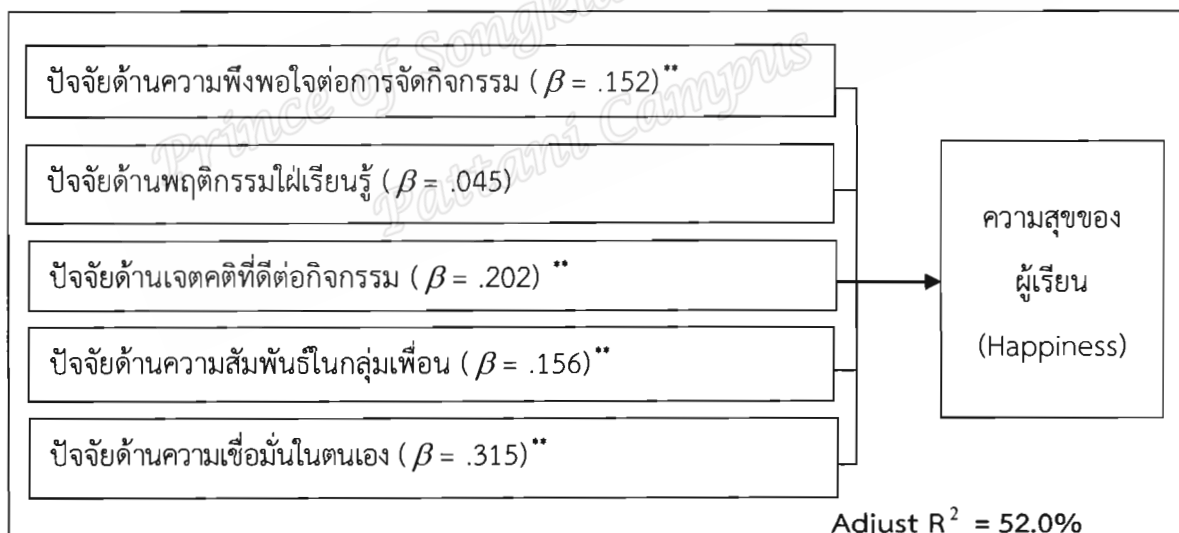 Prince of Songkla
Pattani Campus
ปัจจัยด้านความพึงพอใจต่อการจัดกิจกรรม ( β = .152)**
ปัจจัยด้านพฤติกรรมใฝ่เรียนรู้ ( β = .045)
ปัจจัยด้านเจตคติที่ดีต่อกิจกรรม ( β = .202) **
ปัจจัยด้านความสัมพันธ์ในกลุ่มเพื่อน ( β = .156)**
ปัจจัยด้านความเชื่อมั่นในตนเอง ( β = .315)**
ความสุขของ
ผู้เรียน
(Happiness)
Adjust R² = 52.0%